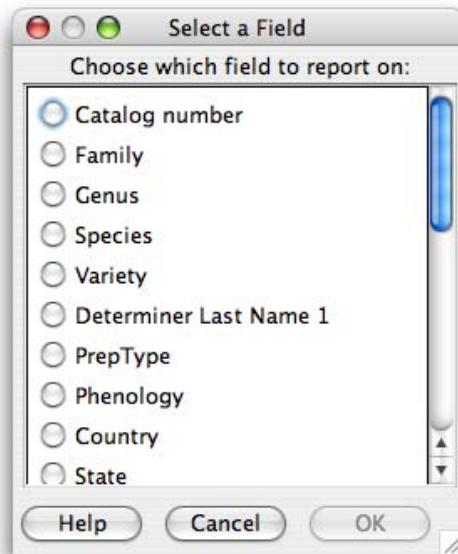 Select a Field
Choose which field to report on:
Catalog number
Family
Genus
Species
Variety
Determiner Last Name 1
PrepType
Phenology
Country
State
Help Cancel OK